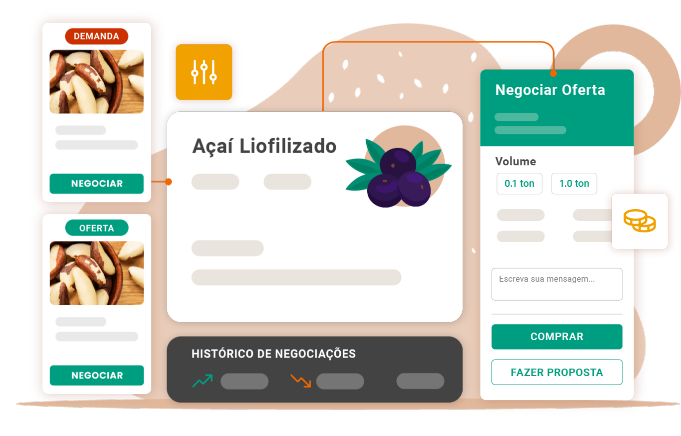 DEMANDA
NEGOCIAR
OFERTA
NEGOCIAR
Açaí Liofilizado
HISTÓRICO DE NEGOCIAÇÕES
Negociar Oferta
Volume
0.1 ton
1.0 ton
Escreva sua mensagem...
COMPRAR
FAZER PROPOSTA